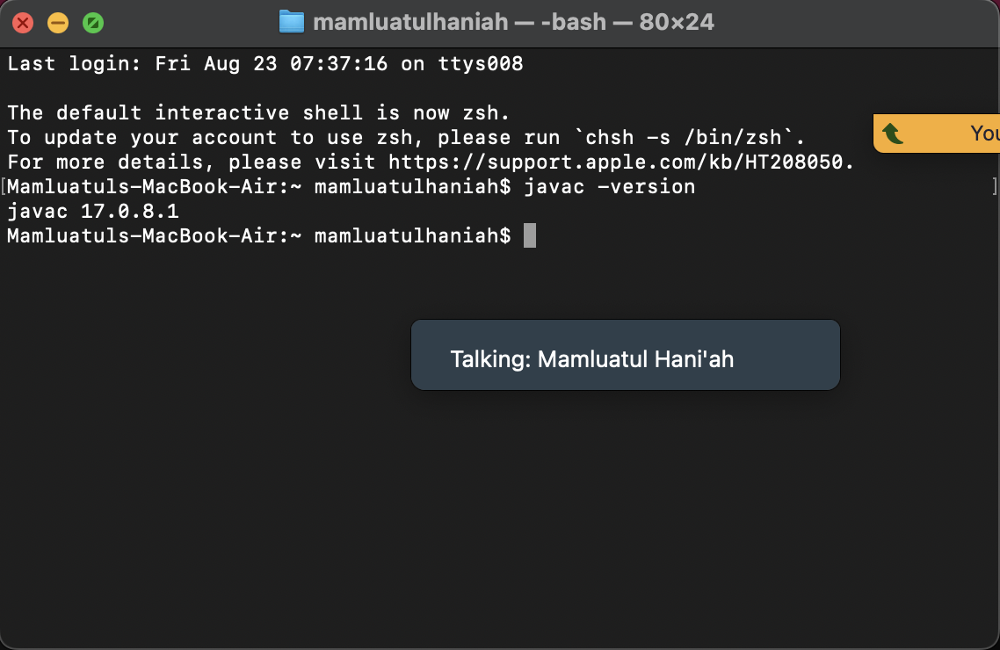 mamluatulhaniah — -bash — 80×24
Last login: Fri Aug 23 07:37:16 on ttys008
The default interactive shell is now zsh.
To update your account to use zsh, please run `chsh -s /bin/zsh`.
You
For more details, please visit https://support.apple.com/kb/HT208050.
[Mamluatuls-MacBook-Air:~ mamluatulhaniah$ javac -version ]
javac 17.0.8.1
Mamluatuls-MacBook-Air:~ mamluatulhaniah$
Talking: Mamluatul Hani'ah